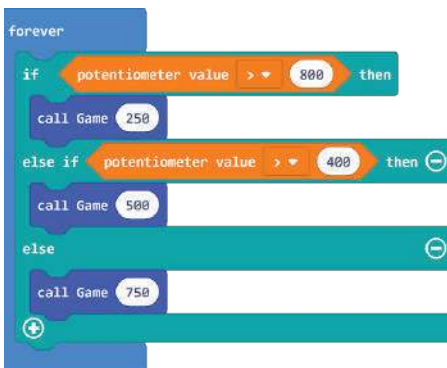 forever
if potentiometer value > 800 then
call Game 250
else if potentiometer value > 400 then
call Game 500
else
call Game 750